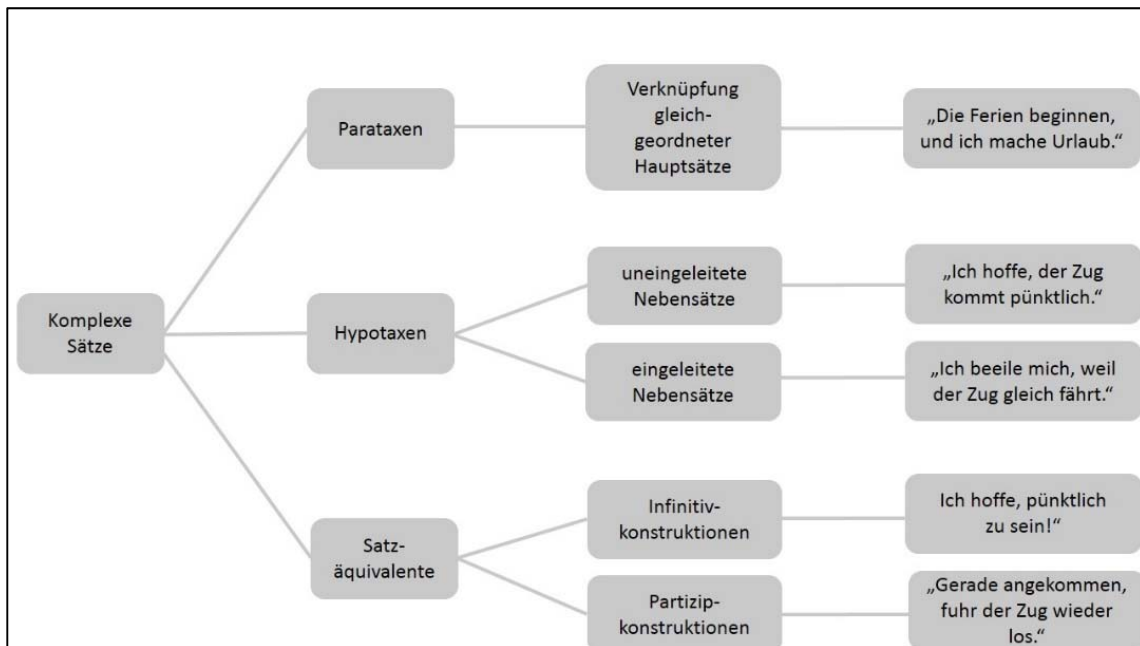 Komplexe
Sätze
Parataxen
Verknüpfung
gleich-
geordneter
Hauptsätze
„Die Ferien beginnen,
und ich mache Urlaub.“
Hypotaxen
uneingeleitete
Nebensätze
„Ich hoffe, der Zug
kommt pünktlich.“
eingeleitete
Nebensätze
„Ich beeile mich, weil
der Zug gleich fährt.“
Satz-
äquivalente
Infinitiv-
konstruktionen
Ich hoffe, pünktlich
zu sein!“
Partizip-
konstruktionen
„Gerade angekommen,
fuhr der Zug wieder
los.“